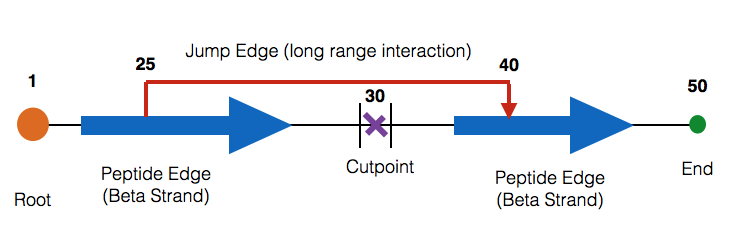 Jump Edge (long range interaction)
1
25
40
30
50
Root
Peptide Edge
(Beta Strand)
Cutpoint
Peptide Edge
(Beta Strand)
End